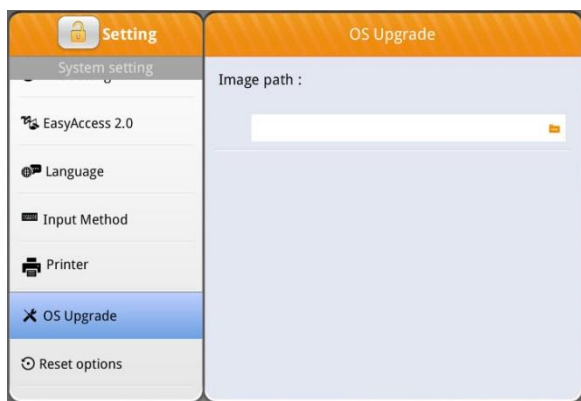 Setting
OS Upgrade
System setting
Image path :
EasyAccess 2.0
Language
Input Method
Printer
OS Upgrade
Reset options